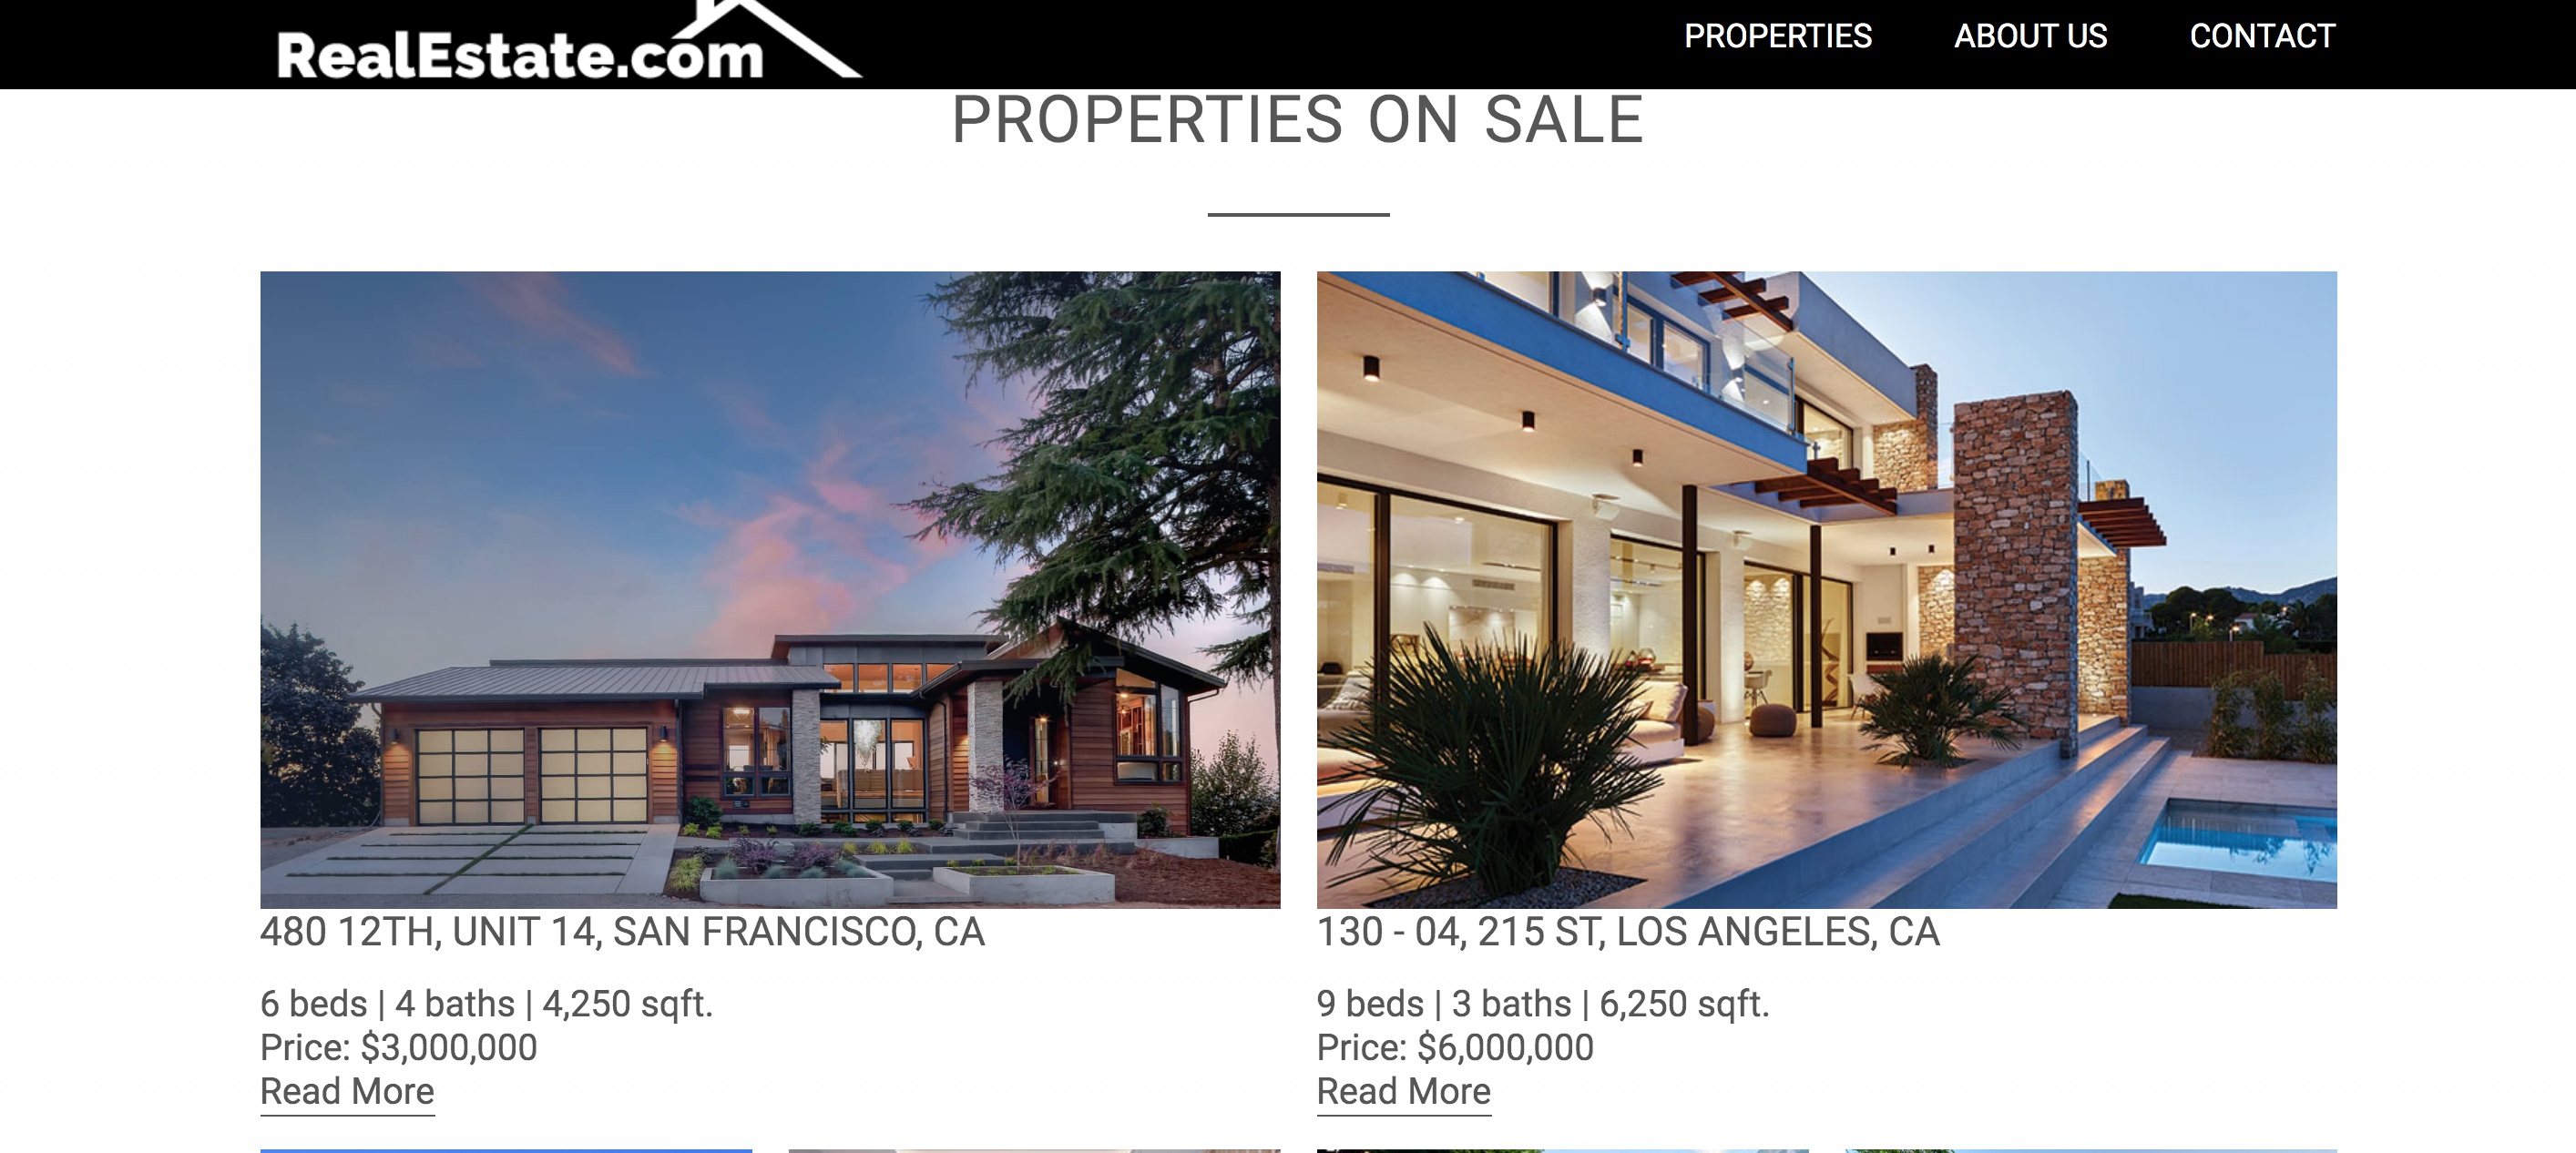 RealEstate.com
PROPERTIES ABOUT US CONTACT
PROPERTIES ON SALE
480 12TH, UNIT 14, SAN FRANCISCO, CA
6 beds | 4 baths | 4,250 sqft.
Price: $3,000,000
Read More
130 - 04, 215 ST, LOS ANGELES, CA
9 beds | 3 baths | 6,250 sqft.
Price: $6,000,000
Read More